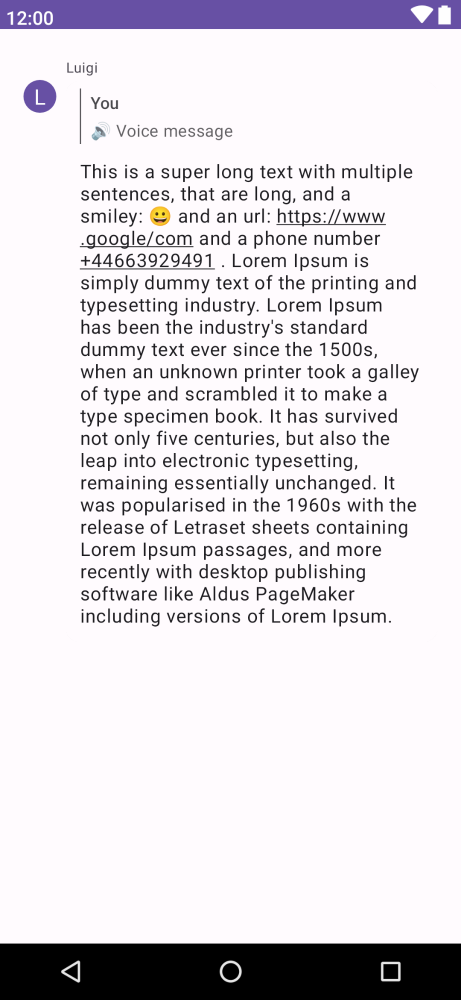 12:00
Luigi
L
You
🔊 Voice message
This is a super long text with multiple
sentences, that are long, and a
smiley: 😀 and an url: https://www
.google/com and a phone number
+44663929491 . Lorem Ipsum is
simply dummy text of the printing and
typesetting industry. Lorem Ipsum
has been the industry's standard
dummy text ever since the 1500s,
when an unknown printer took a galley
of type and scrambled it to make a
type specimen book. It has survived
not only five centuries, but also the
leap into electronic typesetting,
remaining essentially unchanged. It
was popularised in the 1960s with the
release of Letraset sheets containing
Lorem Ipsum passages, and more
recently with desktop publishing
software like Aldus PageMaker
including versions of Lorem Ipsum.